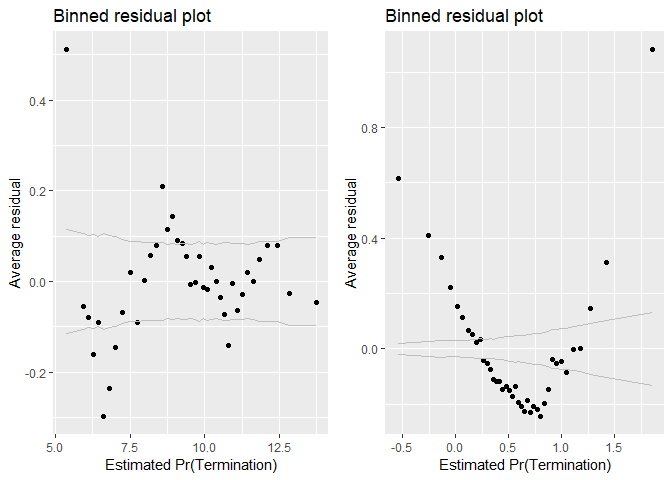 Binned residual plot
Average residual
0.4
0.2
0.0
-0.2
5.0 7.5 10.0 12.5
Estimated Pr(Termination)
Binned residual plot
Average residual
0.8
0.4
0.0
-0.5 0.0 0.5 1.0 1.5
Estimated Pr(Termination)